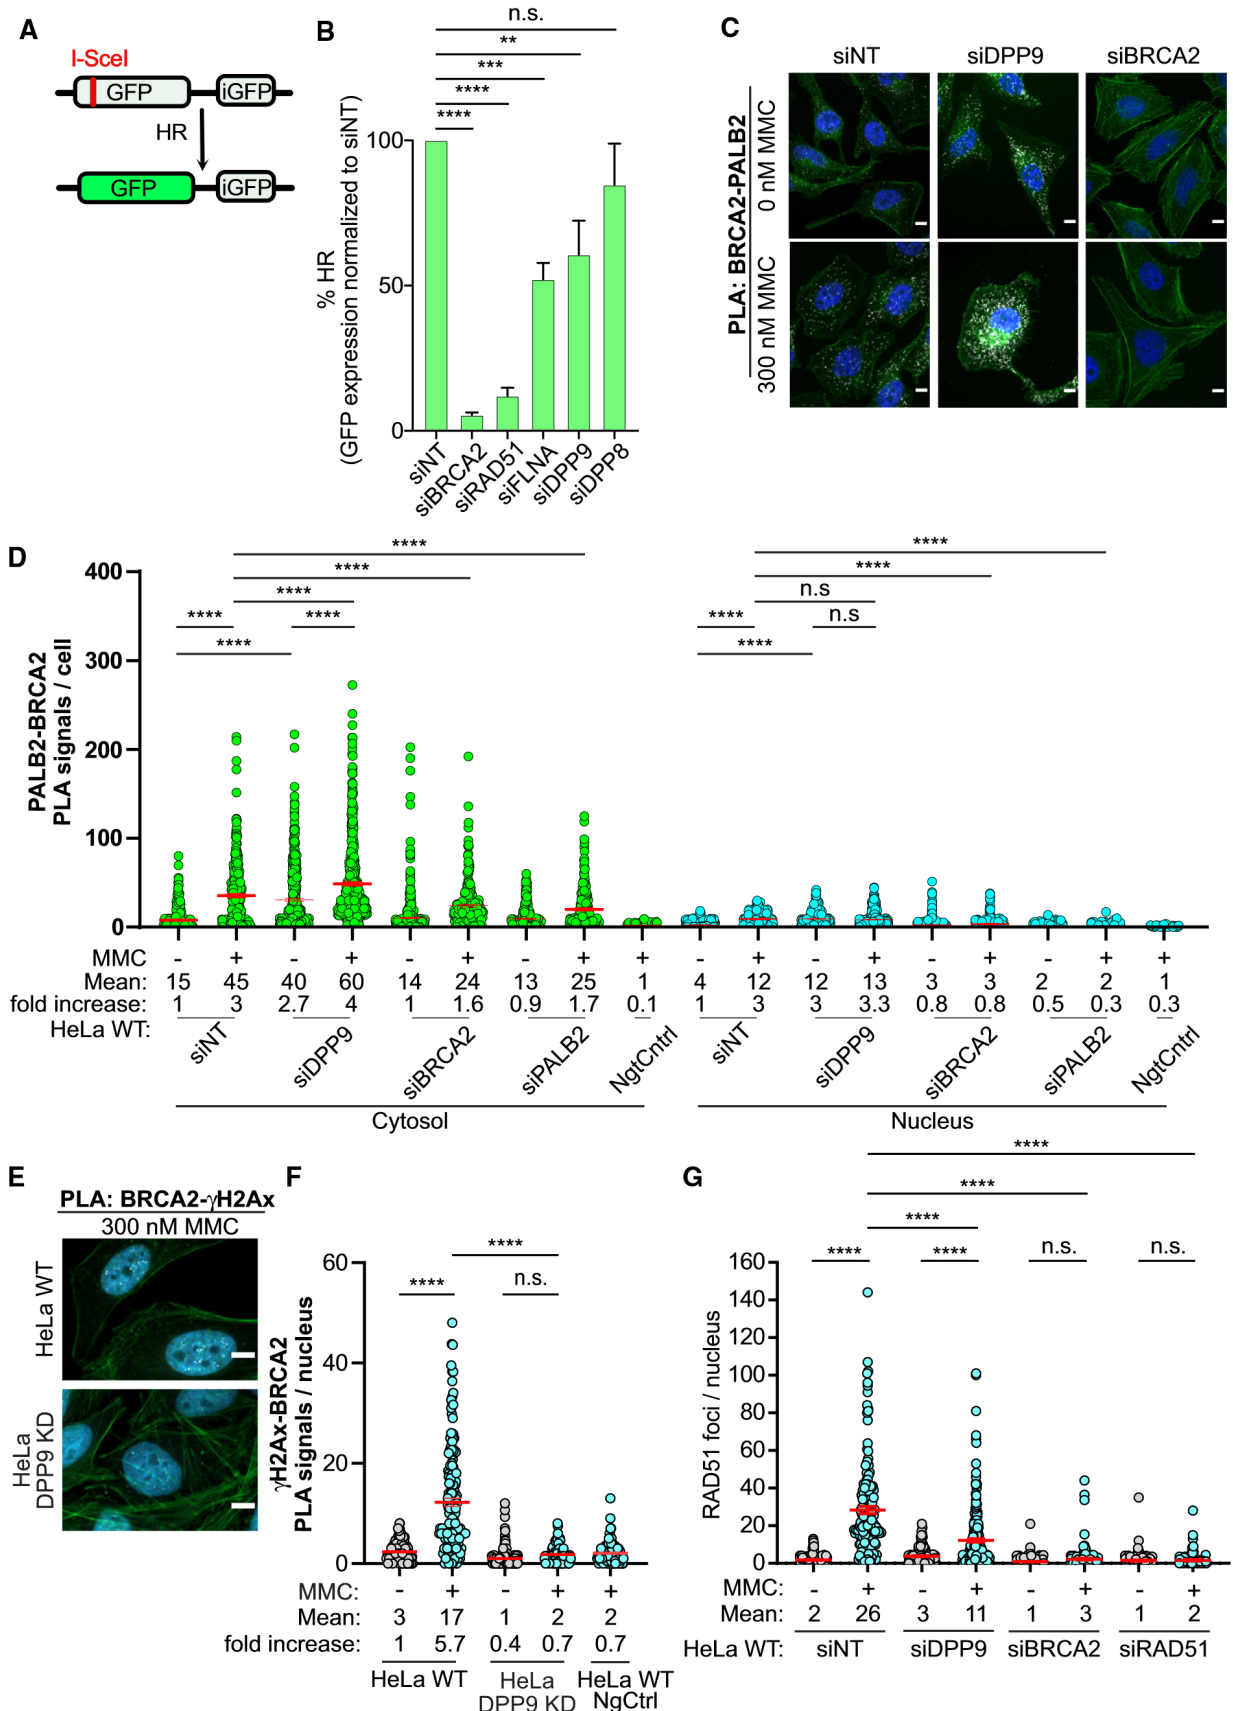 A
I-SceI
GFP
iGFP
HR
GFP
iGFP
B
n.s.
**
***
****
****
% HR
(GFP expression normalized to siNT)
100
50
0
siNT
siBRCA2
siRAD51
siFLNA
siDPP9
siDPP8
C
siNT siDPP9 siBRCA2
PLA: BRCA2-PALB2
0 nM MMC
300 nM MMC
D
PALB2-BRCA2
PLA signals / cell
400
300
200
100
0
**** ****
**** ****
**** n.s
**** **** **** n.s
**** ****
MMC - + - + - + - + + - + - + - + - + +
Mean: 15 45 40 60 14 24 13 25 1 4 12 12 13 3 3 2 2 1
fold increase: 1 3 2.7 4 1 1.6 0.9 1.7 0.1 1 3 3 3.3 0.8 0.8 0.5 0.3 0.3
HeLa WT: siNT siDPP9 siBRCA2 siPALB2 NgtCntrl siNT siDPP9 siBRCA2 siPALB2 NgtCntrl
Cytosol Nucleus
E
PLA: BRCA2-γH2Ax
300 nM MMC
HeLa WT
HeLa
DPP9 KD
F
γH2Ax-BRCA2
PLA signals / nucleus
60
40
20
0
****
**** n.s.
MMC: - + - + +
Mean: 3 17 1 2 2
fold increase: 1 5.7 0.4 0.7 0.7
HeLa WT HeLa HeLa WT
DPP9 KD NgCtrl
G
RAD51 foci / nucleus
160
140
120
100
80
60
40
20
0
****
****
****
**** **** n.s. n.s.
MMC: - + - + - + - +
Mean: 2 26 3 11 1 3 1 2
HeLa WT: siNT siDPP9 siBRCA2 siRAD51